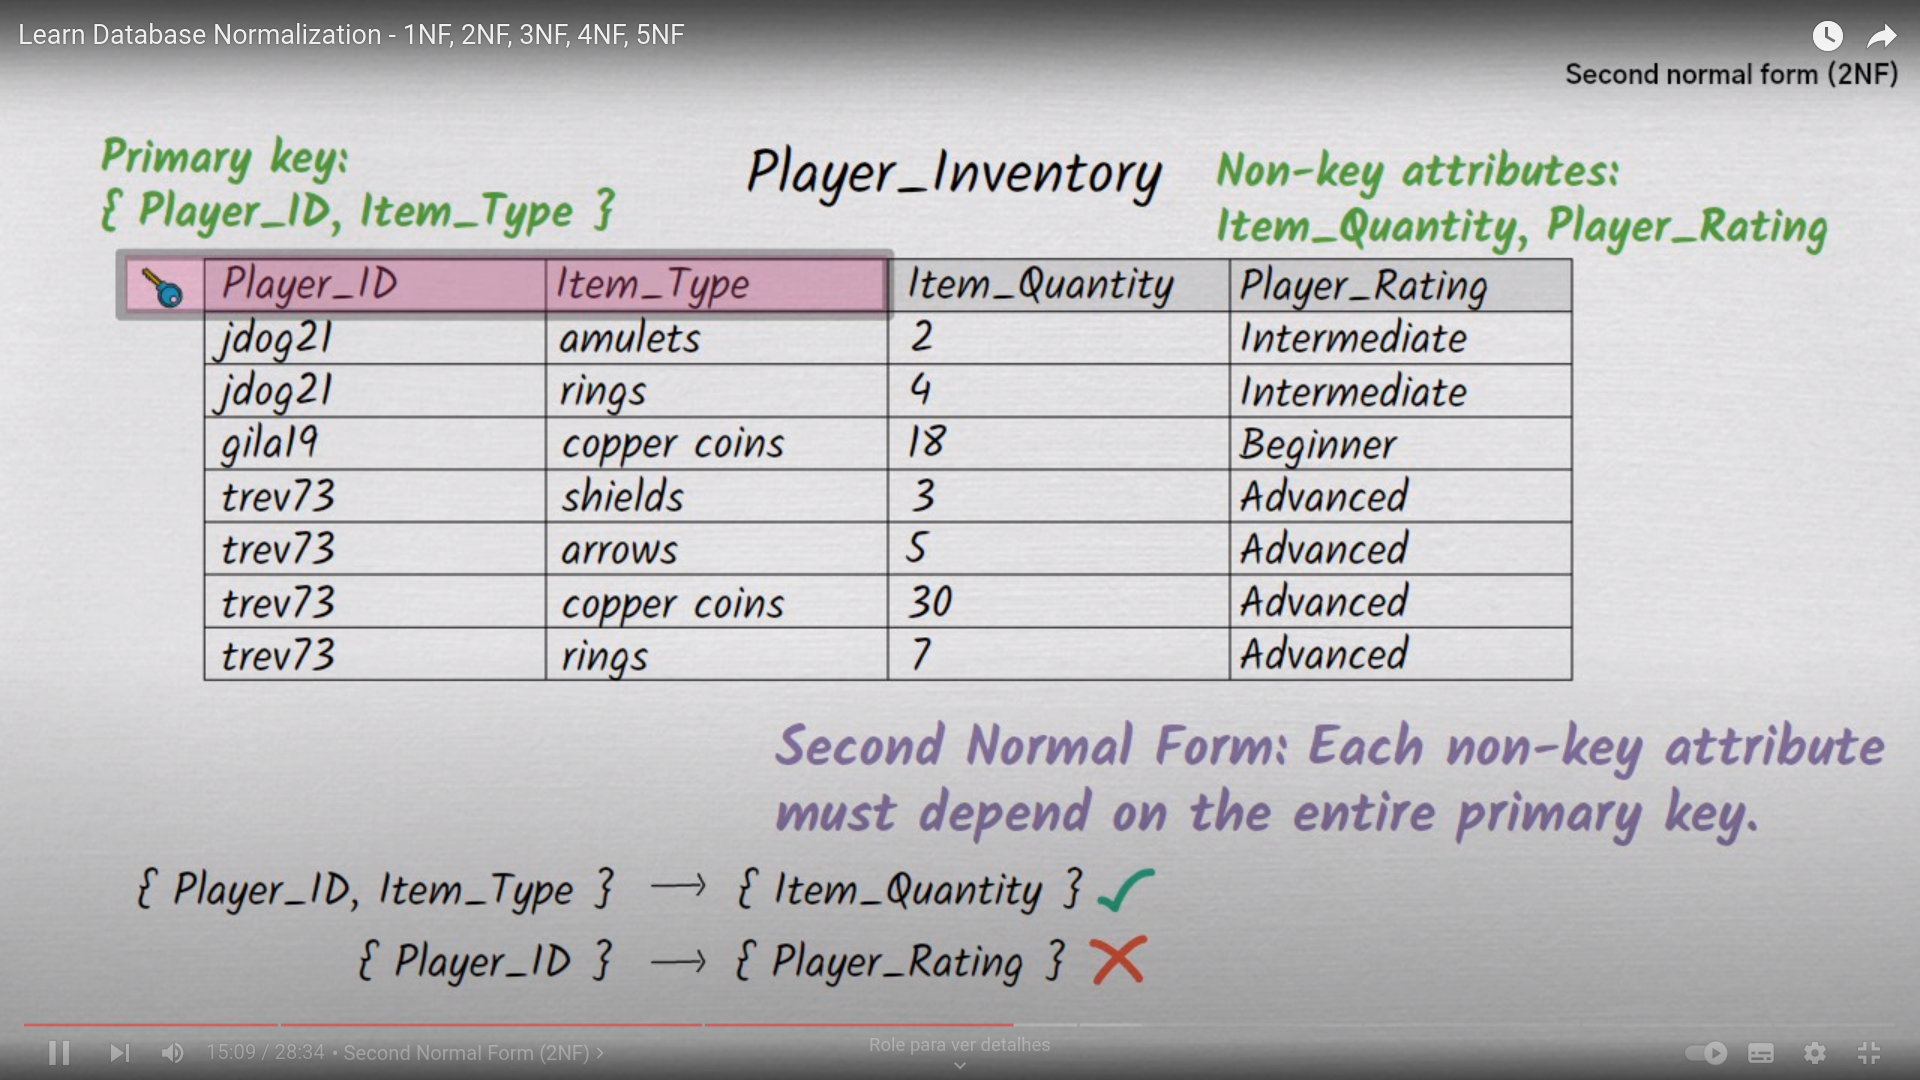 Learn Database Normalization - 1NF, 2NF, 3NF, 4NF, 5NF
Second normal form (2NF)
Primary key:
{ Player_ID, Item_Type }
Player_Inventory
Non-key attributes:
Item_Quantity, Player_Rating
Player_ID Item_Type Item_Quantity Player_Rating
jdog21 amulets 2 Intermediate
jdog21 rings 4 Intermediate
gila19 copper coins 18 Beginner
trev73 shields 3 Advanced
trev73 arrows 5 Advanced
trev73 copper coins 30 Advanced
trev73 rings 7 Advanced
Second Normal Form: Each non-key attribute
must depend on the entire primary key.
{ Player_ID, Item_Type } → { Item_Quantity } ✓
{ Player_ID } → { Player_Rating } ✗
15:09 / 28:34 • Second Normal Form (2NF) >
Role para ver detalhes